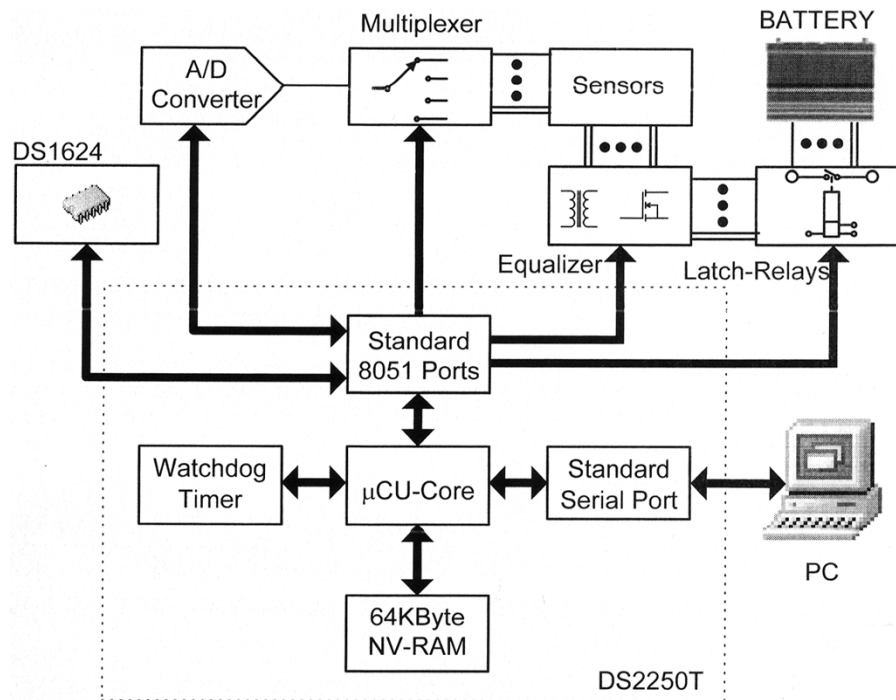 Multiplexer
BATTERY
A/D
Converter
Sensors
DS1624
Equalizer
Latch-Relays
Standard
8051 Ports
Watchdog
Timer
μCU-Core
Standard
Serial Port
PC
64KByte
NV-RAM
DS2250T